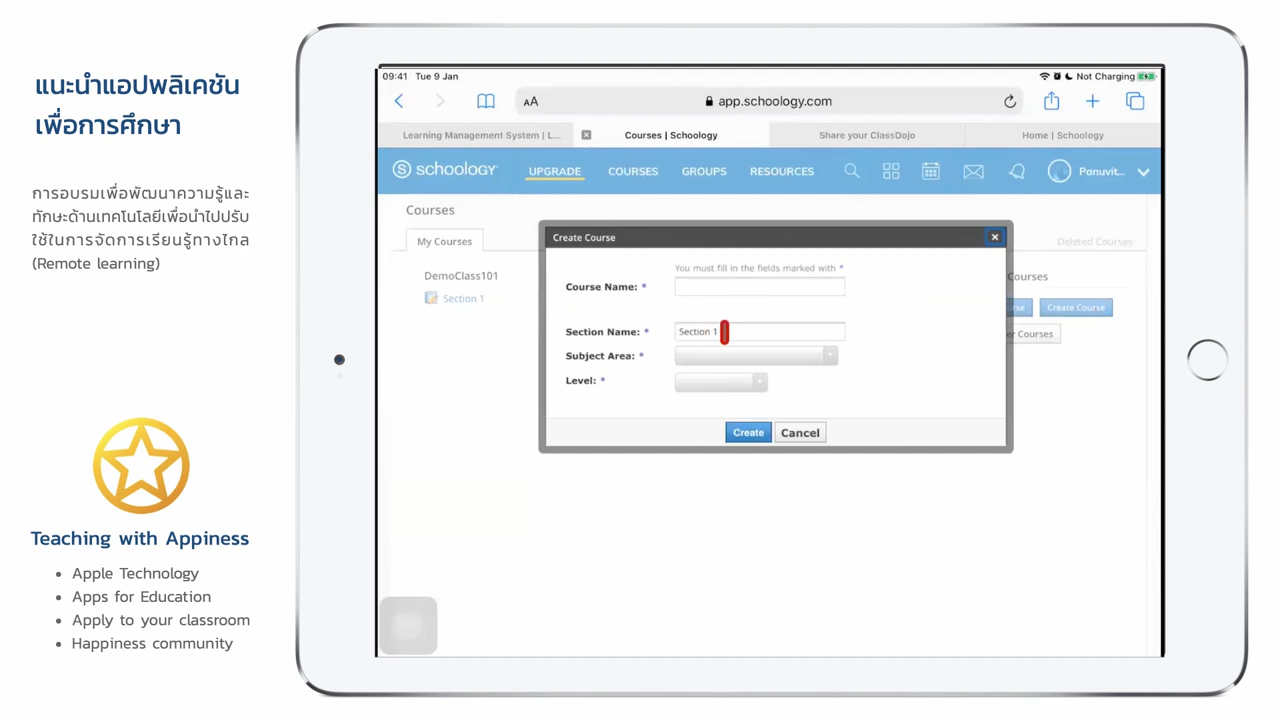 แนะนำแอปพลิเคชัน
เพื่อการศึกษา
การอบรมเพื่อพัฒนาความรู้และ
ทักษะด้านเทคโนโลยีเพื่อนำไปปรับ
ใช้ในการจัดการเรียนรู้ทางไกล
(Remote learning)
Teaching with Appiness
• Apple Technology
• Apps for Education
• Apply to your classroom
• Happiness community
09:41 Tue 9 Jan
Not Charging
AA
app.schoology.com
Learning Management System | L...
Courses | Schoology
Share your ClassDojo
Home | Schoology
S schoology
UPGRADE
COURSES
GROUPS
RESOURCES
Panuvit...
Courses
My Courses
Deleted Courses
DemoClass101
Section 1
Create Course
You must fill in the fields marked with *
Course Name: *
Section Name: *
Section 1
Subject Area: *
Level: *
Create
Cancel
Courses
Create Course
Courses